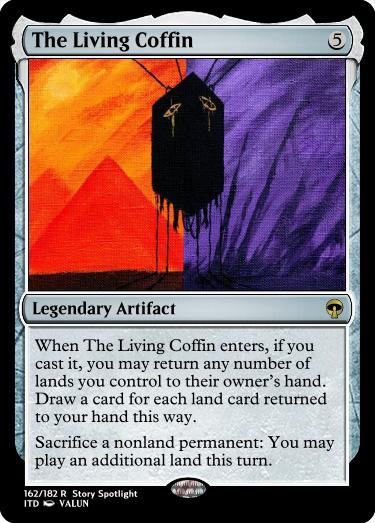 The Living Coffin 5
Legendary Artifact
When The Living Coffin enters, if you
cast it, you may return any number of
lands you control to their owner's hand.
Draw a card for each land card returned
to your hand this way.
Sacrifice a nonland permanent: You may
play an additional land this turn.
162/182 R Story Spotlight
ITD VALUN